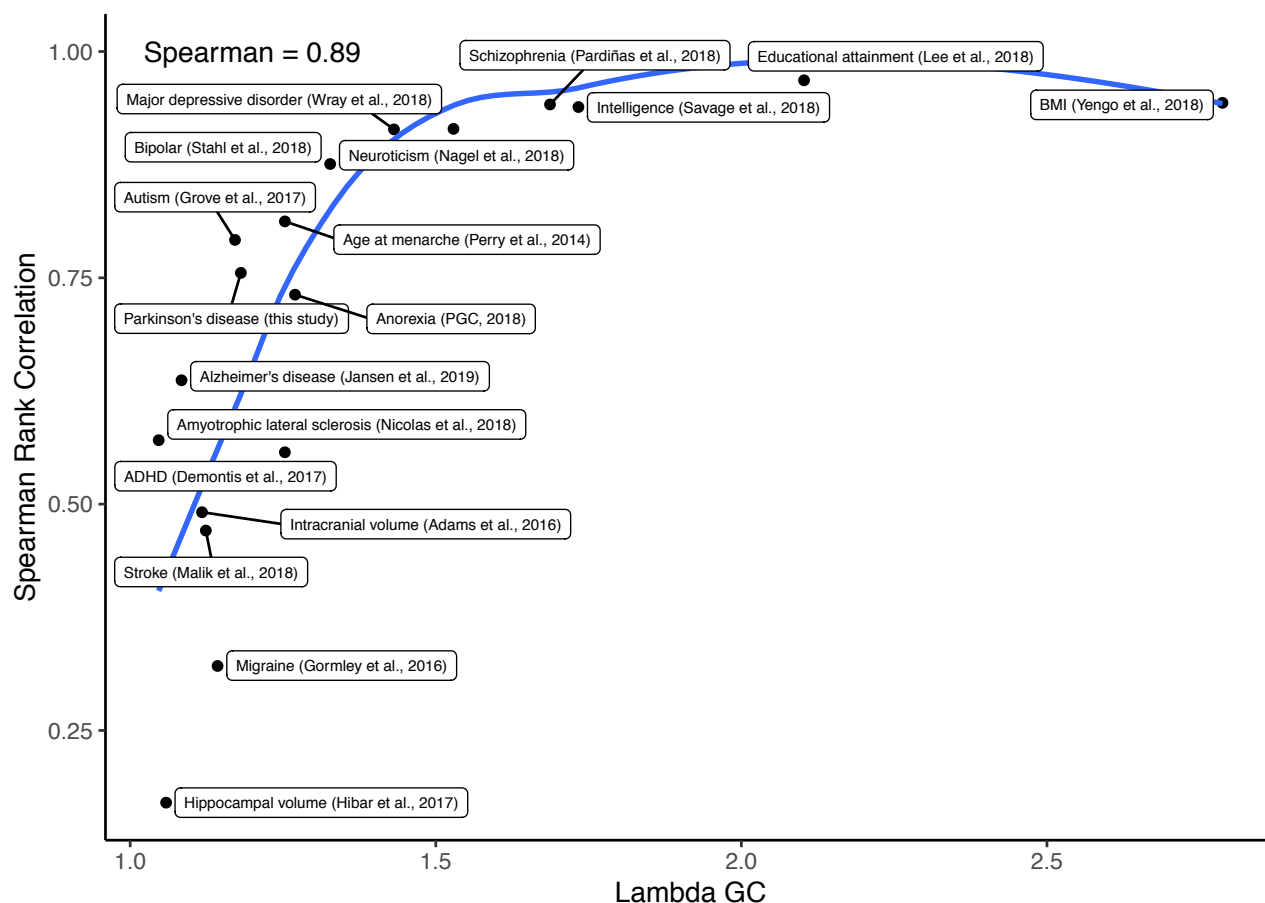 Spearman = 0.89
Schizophrenia (Pardiñas et al., 2018)
Educational attainment (Lee et al., 2018)
Major depressive disorder (Wray et al., 2018)
Intelligence (Savage et al., 2018)
BMI (Yengo et al., 2018)
Bipolar (Stahl et al., 2018)
Neuroticism (Nagel et al., 2018)
Autism (Grove et al., 2017)
Age at menarche (Perry et al., 2014)
Parkinson's disease (this study)
Anorexia (PGC, 2018)
Alzheimer's disease (Jansen et al., 2019)
Amyotrophic lateral sclerosis (Nicolas et al., 2018)
ADHD (Demontis et al., 2017)
Intracranial volume (Adams et al., 2016)
Stroke (Malik et al., 2018)
Migraine (Gormley et al., 2016)
Hippocampal volume (Hibar et al., 2017)
Spearman Rank Correlation
1.00
0.75
0.50
0.25
1.0 1.5 2.0 2.5
Lambda GC